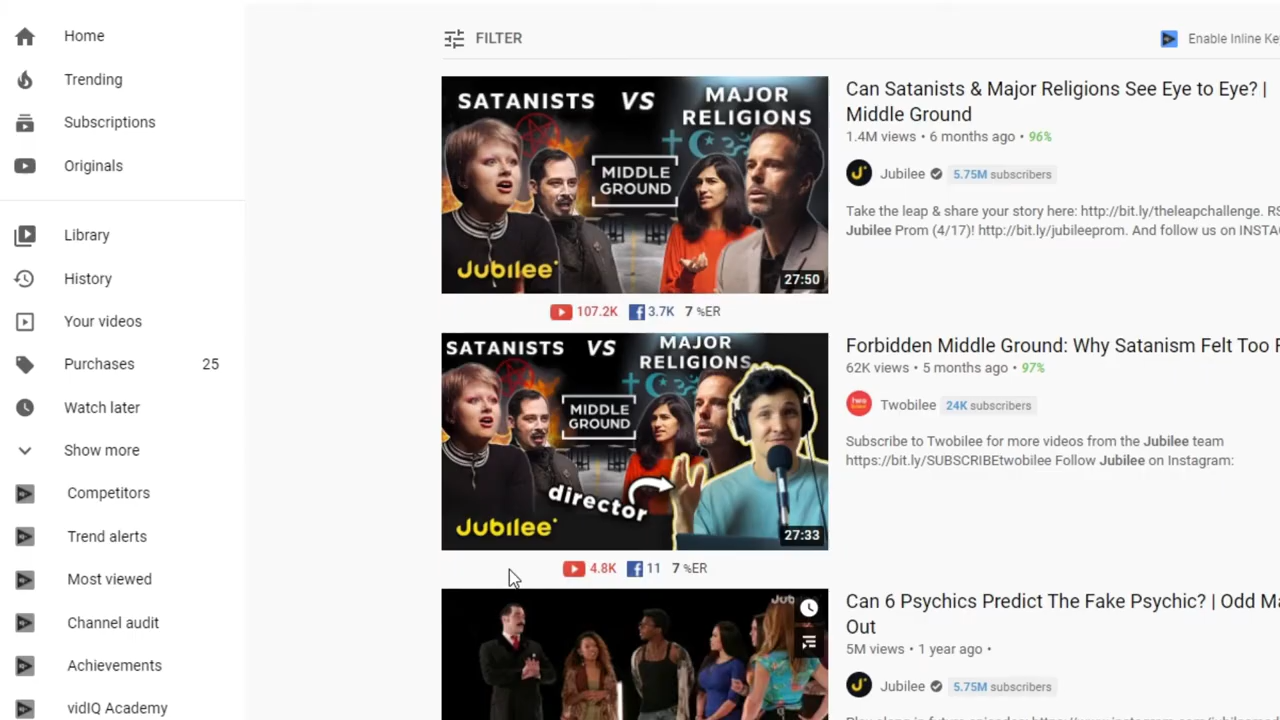 Home
Trending
Subscriptions
Originals
Library
History
Your videos
Purchases 25
Watch later
Show more
Competitors
Trend alerts
Most viewed
Channel audit
Achievements
vidIQ Academy
FILTER
Enable Inline
SATANISTS VS MAJOR RELIGIONS
MIDDLE GROUND
Jubilee
27:50
107.2K 3.7K 7 %ER
Can Satanists & Major Religions See Eye to Eye? |
Middle Ground
1.4M views • 6 months ago • 96%
Jubilee 5.75M subscribers
Take the leap & share your story here: http://bit.ly/theleapchallenge.
Jubilee Prom (4/17)! http://bit.ly/jubileeprom. And follow us on
SATANISTS VS MAJOR RELIGIONS
MIDDLE GROUND
director
Jubilee
27:33
4.8K 11 7 %ER
Forbidden Middle Ground: Why Satanism Felt Too
62K views • 5 months ago • 97%
Twobilee 24K subscribers
Subscribe to Twobilee for more videos from the Jubilee team
https://bit.ly/SUBSCRIBEtwobilee Follow Jubilee on Instagram:
Can 6 Psychics Predict The Fake Psychic? | Odd
Out
5M views • 1 year ago •
Jubilee 5.75M subscribers